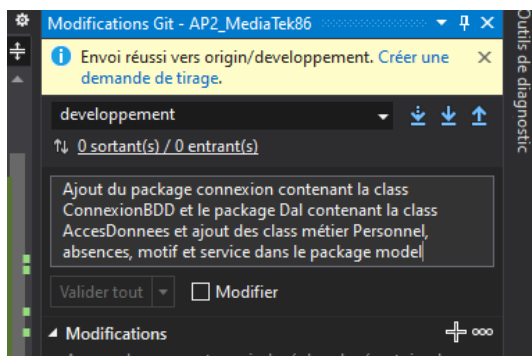 Modifications Git - AP2_MediaTek86
Envoi réussi vers origin/developpement. Créer une
demande de tirage.
developpement
0 sortant(s) / 0 entrant(s)
Ajout du package connexion contenant la class
ConnexionBDD et le package Dal contenant la class
AccesDonnees et ajout des class métier Personnel,
absences, motif et service dans le package model
Valider tout
Modifier
Modifications
Outils de diagnostic